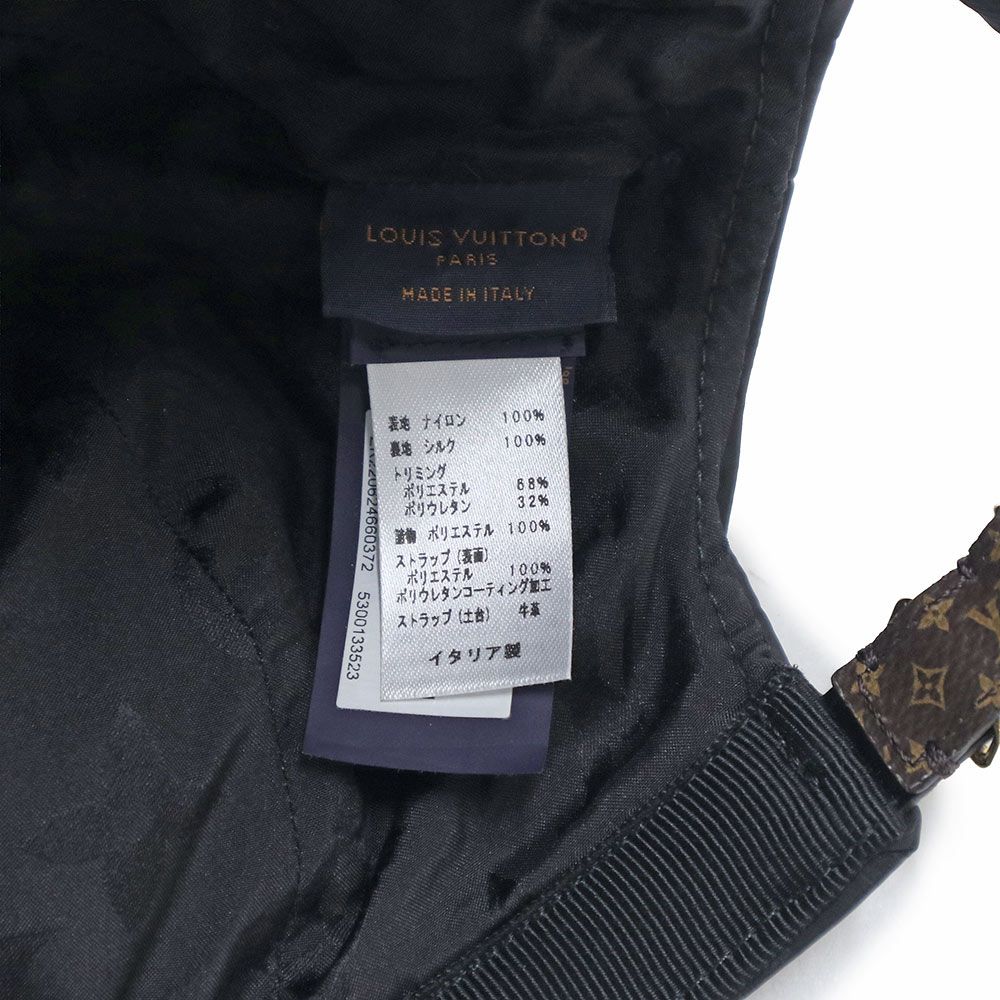 LOUIS VUITTON®
PARIS
MADE IN ITALY
表地 ナイロン 100%
裏地 シルク 100%
トリミング
ポリエステル 68%
ポリウレタン 32%
詰物 ポリエステル 100%
ストラップ(表面)
ポリエステル 100%
ポリウレタンコーティング加工
ストラップ(土台) 牛革
イタリア製
5300133523